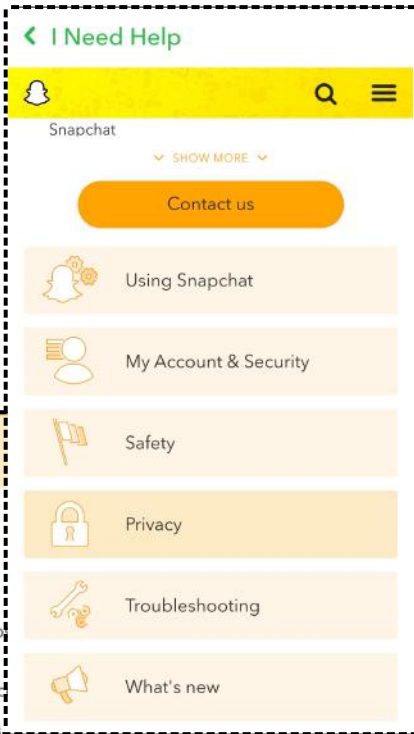 I Need Help
Snapchat
SHOW MORE
Contact us
Using Snapchat
My Account & Security
Safety
Privacy
Troubleshooting
What's new